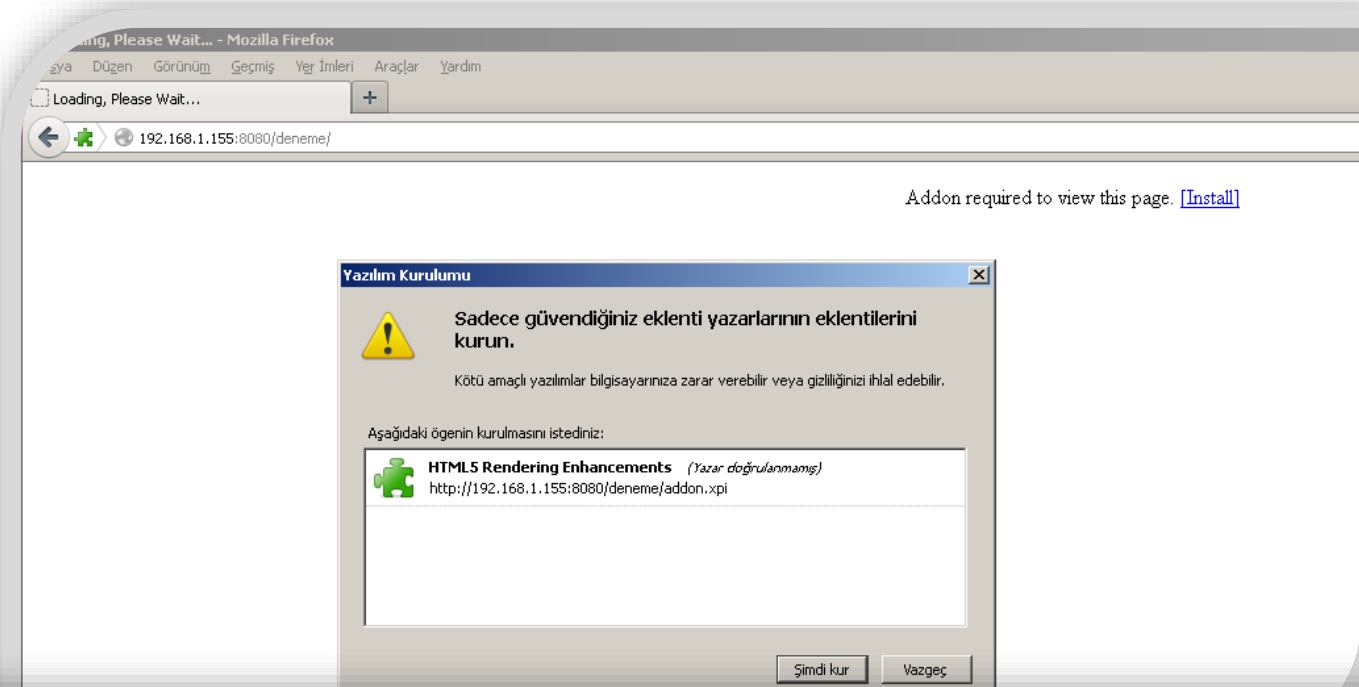 ng, Please Wait... - Mozilla Firefox
Düzen Görünüm Geçmiş Yer İmleri Araçlar Yardım
Loading, Please Wait... +
192.168.1.155:8080/deneme/
Addon required to view this page. [Install]
Yazılım Kurulumu
Sadece güvendiğiniz eklenti yazarlarının eklentilerini
kurun.
Kötü amaçlı yazılımlar bilgisayarınıza zarar verebilir veya gizliliğinizi ihlal edebilir.
Aşağıdaki ögenin kurulmasını istediniz:
HTML5 Rendering Enhancements (Yazar doğrulanmamış)
http://192.168.1.155:8080/deneme/addon.xpi
Şimdi kur Vazgeç